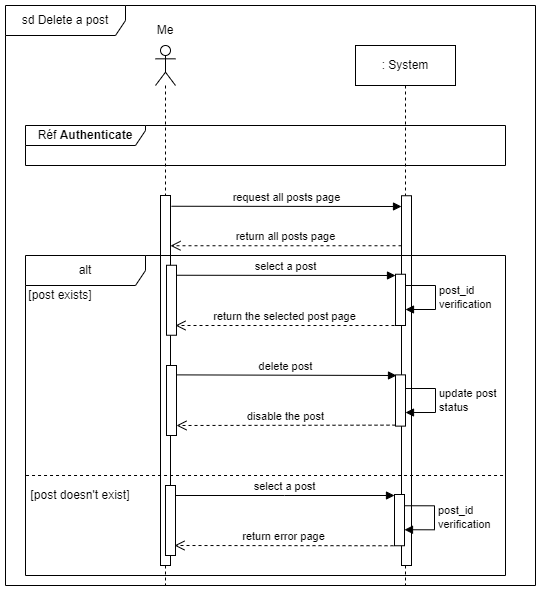 sd Delete a post
Me
: System
Réf Authenticate
request all posts page
return all posts page
alt
select a post
[post exists]
post_id
verification
return the selected post page
delete post
update post
status
disable the post
select a post
[post doesn't exist]
post_id
verification
return error page